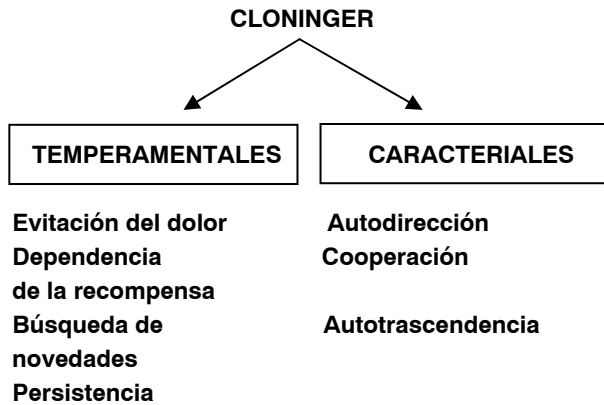 CLONINGER
TEMPERAMENTALES
CARACTERIALES
Evitación del dolor
Dependencia
de la recompensa
Búsqueda de
novedades
Persistencia
Autodirección
Cooperación
Autotrascendencia